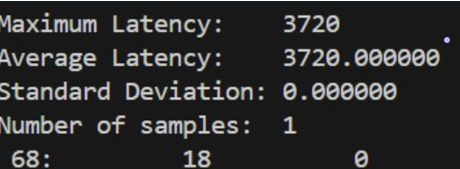 Maximum Latency: 3720
Average Latency: 3720.000000
Standard Deviation: 0.000000
Number of samples: 1
68: 18 0